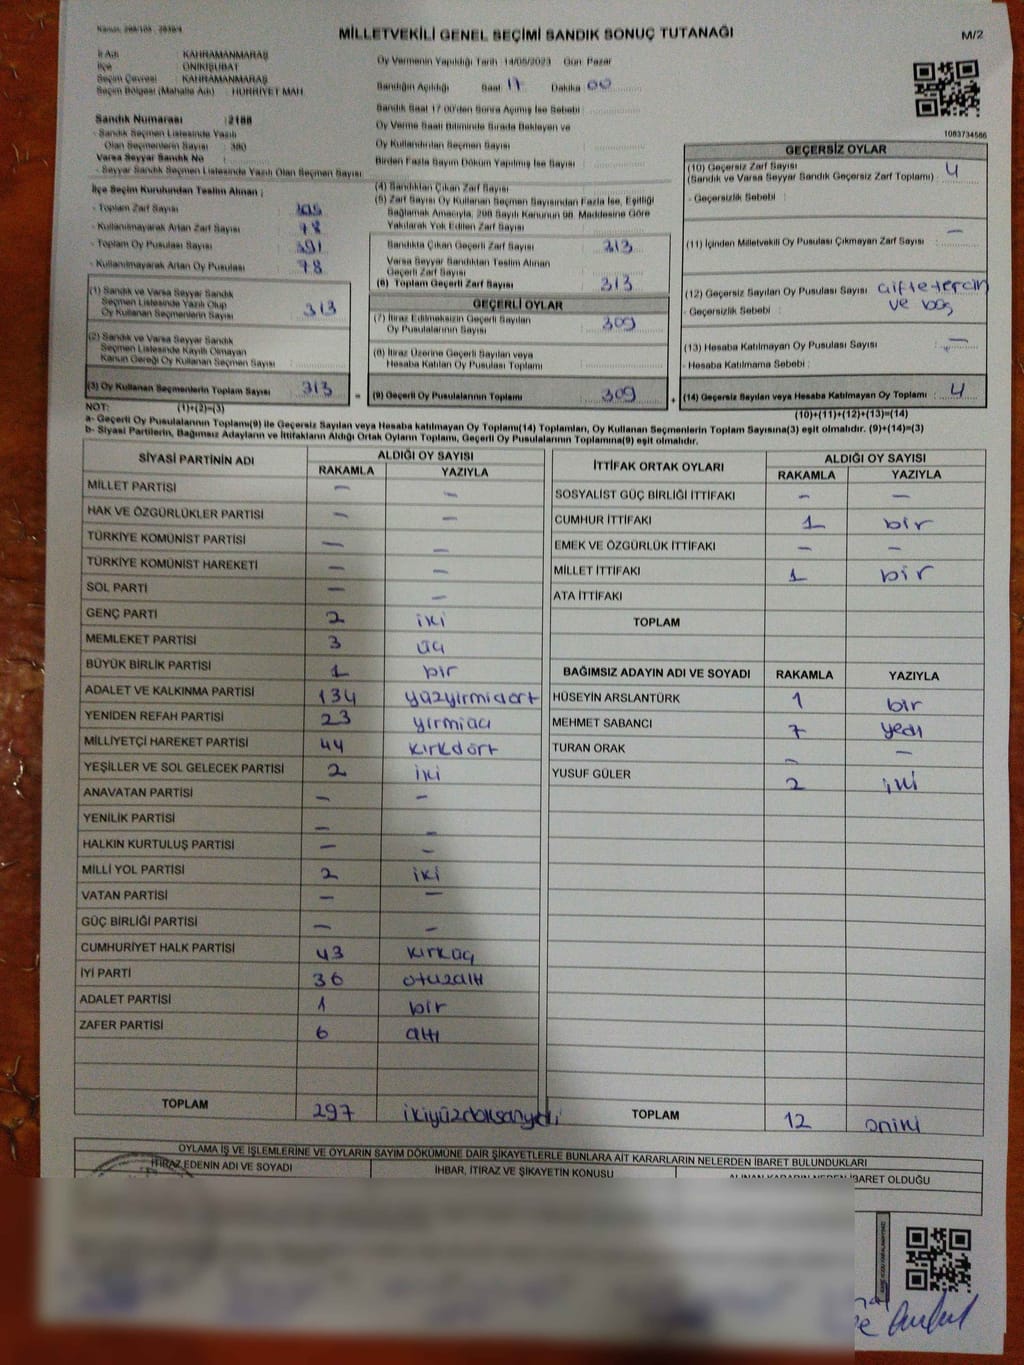 MİLLETVEKİLİ GENEL SEÇİMİ SANDIK SONUÇ TUTANAĞI
M/2
İl Adı : KAHRAMANMARAŞ
İlçe : ONİKİŞUBAT
Seçim Çevresi : KAHRAMANMARAŞ
Seçim Bölgesi (Mahalle Adı) : HÜRRİYET MAH.
Oy Vermenin Yapıldığı Tarih :14/05/2023 Gün: Pazar
Sandığın Açıldığı Saat 17 Dakika 00
Sandık Saat 17:00'den Sonra Açılmış İse Sebebi :
Oy Verme Saati Bitiminde Sırada Bekleyen ve
Oy Kullandırılan Seçmen Sayısı
Birden Fazla Sayım Döküm Yapılmış İse Sayısı
1083734586
Sandık Numarası : 2188
- Sandık Seçmen Listesinde Yazılı
Olan Seçmenlerin Sayısı : 380
Varsa Seyyar Sandık No :
- Seyyar Sandık Seçmen Listesinde Yazılı Olan Seçmen Sayısı
İlçe Seçim Kurulundan Teslim Alınan ;
- Toplam Zarf Sayısı :
- Kullanılmayarak Artan Zarf Sayısı : 78
- Toplam Oy Pusulası Sayısı : 391
- Kullanılmayarak Artan Oy Pusulası : 78
(1) Sandık ve Varsa Seyyar Sandık
Seçmen Listesinde Yazılı Olup
Oy Kullanan Seçmenlerin Sayısı : 313
(2) Sandık ve Varsa Seyyar Sandık
Seçmen Listesinde Kayıtlı Olmayan
Kanun Gereği Oy Kullanan Seçmen Sayısı :
(3) Oy Kullanan Seçmenlerin Toplam Sayısı : 313
(4) Sandıktan Çıkan Zarf Sayısı
(5) Zarf Sayısı Oy Kullanan Seçmen Sayısından Fazla İse, Eşitliği
Sağlamak Amacıyla, 298 Sayılı Kanunun 98. Maddesine Göre
Yakılarak Yok Edilen Zarf Sayısı
Sandıkta Çıkan Geçerli Zarf Sayısı : 313
Varsa Seyyar Sandıktan Teslim Alınan
Geçerli Zarf Sayısı :
(6) Toplam Geçerli Zarf Sayısı : 313
GEÇERLİ OYLAR
(7) İtiraz Edilmeksizin Geçerli Sayılan
Oy Pusulalarının Sayısı : 309
(8) İtiraz Üzerine Geçerli Sayılan veya
Hesaba Katılan Oy Pusulası Toplamı :
(9) Geçerli Oy Pusulalarının Toplamı : 309
GEÇERSİZ OYLAR
(10) Geçersiz Zarf Sayısı
(Sandık ve Varsa Seyyar Sandık Geçersiz Zarf Toplamı) : 4
- Geçersizlik Sebebi :
(11) İçinden Milletvekili Oy Pusulası Çıkmayan Zarf Sayısı : —
(12) Geçersiz Sayılan Oy Pusulası Sayısı : çifte tercih
- Geçersizlik Sebebi : ve boş
(13) Hesaba Katılmayan Oy Pusulası Sayısı : —
- Hesaba Katılmama Sebebi :
(14) Geçersiz Sayılan veya Hesaba Katılmayan Oy Toplamı : 4
NOT: (1)+(2)=(3) (10)+(11)+(12)+(13)=(14)
a- Geçerli Oy Pusulalarının Toplamı(9) ile Geçersiz Sayılan veya Hesaba katılmayan Oy Toplamı(14) Toplamları, Oy Kullanan Seçmenlerin Toplam Sayısına(3) eşit olmalıdır. (9)+(14)=(3)
b- Siyasi Partilerin, Bağımsız Adayların ve İttifakların Aldığı Ortak Oyların Toplamı, Geçerli Oy Pusulalarının Toplamına(9) eşit olmalıdır.
SİYASİ PARTİNİN ADI ALDIĞI OY SAYISI
RAKAMLA YAZIYLA
MİLLET PARTİSİ — —
HAK VE ÖZGÜRLÜKLER PARTİSİ — —
TÜRKİYE KOMÜNİST PARTİSİ — —
TÜRKİYE KOMÜNİST HAREKETİ — —
SOL PARTİ — —
GENÇ PARTİ 2 iki
MEMLEKET PARTİSİ 3 üç
BÜYÜK BİRLİK PARTİSİ 1 bir
ADALET VE KALKINMA PARTİSİ 134 yüzyirmidört
YENİDEN REFAH PARTİSİ 23 yirmiüç
MİLLİYETÇİ HAREKET PARTİSİ 44 kırkdört
YEŞİLLER VE SOL GELECEK PARTİSİ 2 iki
ANAVATAN PARTİSİ — —
YENİLİK PARTİSİ — —
HALKIN KURTULUŞ PARTİSİ — —
MİLLİ YOL PARTİSİ 2 iki
VATAN PARTİSİ — —
GÜÇ BİRLİĞİ PARTİSİ — —
CUMHURİYET HALK PARTİSİ 43 kırküç
İYİ PARTİ 36 otuzaltı
ADALET PARTİSİ 1 bir
ZAFER PARTİSİ 6 altı
TOPLAM 297 ikiyüzdoksanyedi
İTTİFAK ORTAK OYLARI ALDIĞI OY SAYISI
RAKAMLA YAZIYLA
SOSYALİST GÜÇ BİRLİĞİ İTTİFAKI — —
CUMHUR İTTİFAKI 1 bir
EMEK VE ÖZGÜRLÜK İTTİFAKI — —
MİLLET İTTİFAKI 1 bir
ATA İTTİFAKI
TOPLAM
BAĞIMSIZ ADAYIN ADI VE SOYADI RAKAMLA YAZIYLA
HÜSEYİN ARSLANTÜRK 1 bir
MEHMET SABANCI 7 yedi
TURAN ORAK — —
YUSUF GÜLER 2 iki
TOPLAM 12 oniki
OYLAMA İŞ VE İŞLEMLERİNE VE OYLARIN SAYIM DÖKÜMÜNE DAİR ŞİKAYETLERLE BUNLARA AİT KARARLARIN NELERDEN İBARET BULUNDUKLARI
İTİRAZ EDENİN ADI VE SOYADI
İHBAR, İTİRAZ VE ŞİKAYETİN KONUSU
ALINAN KARARIN NEDEN İBARET OLDUĞU